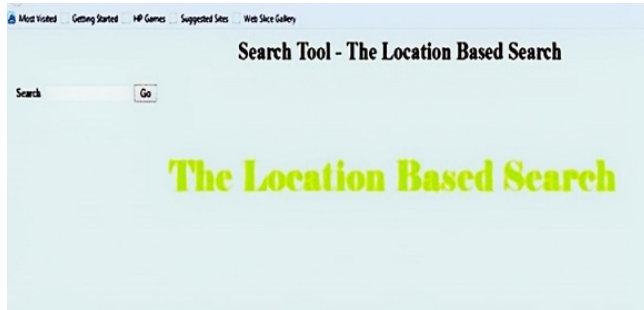 Most Visited Getting Started HP Games Suggested Sites Web Slice Gallery
Search Tool - The Location Based Search
Search Go
The Location Based Search